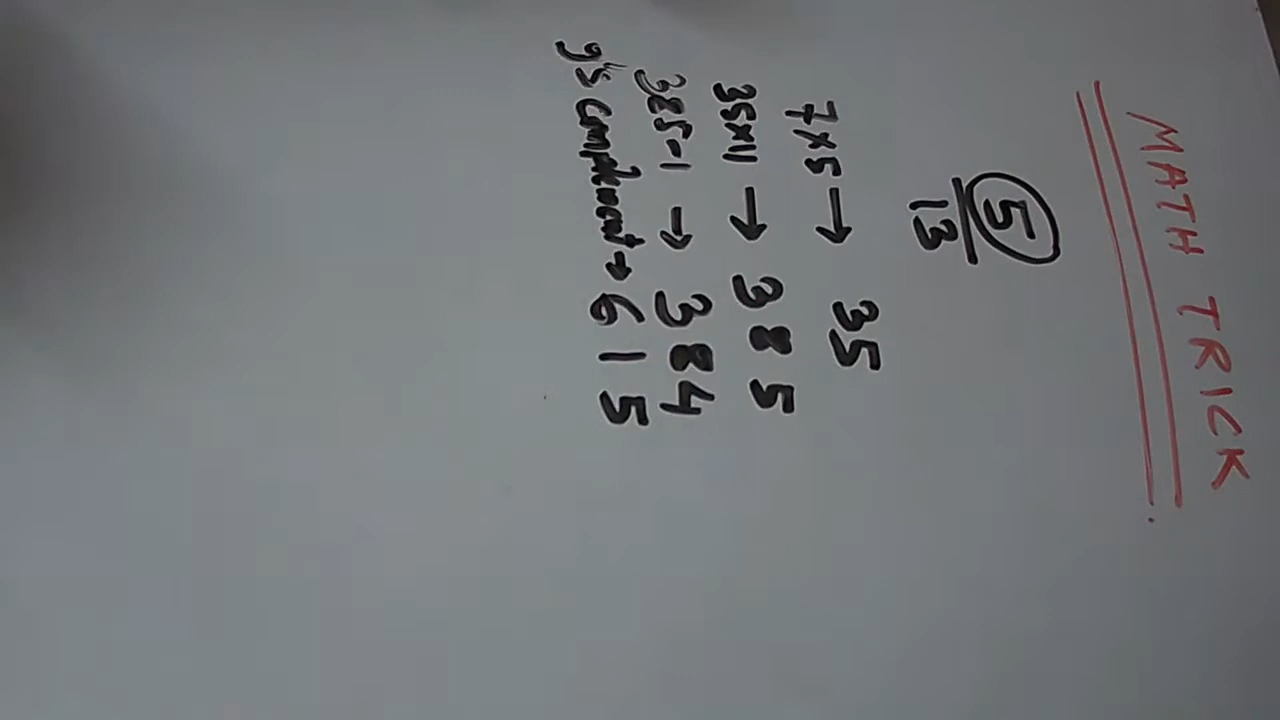 MATH TRICK
5
13
7×5 → 35
35×11 → 385
385-1 → 384
9's complement → 615